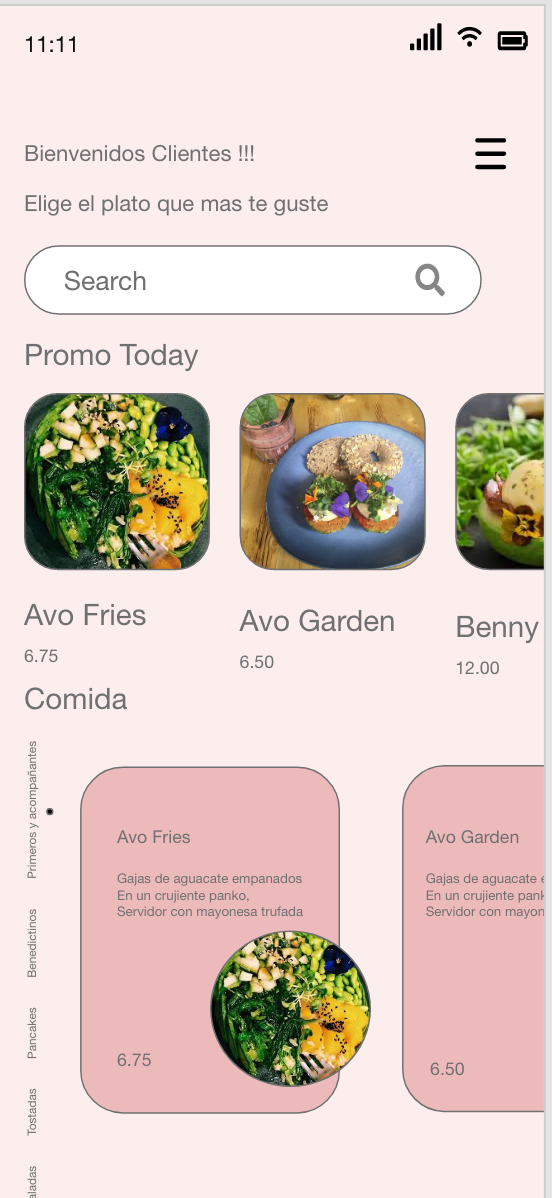 11:11
Bienvenidos Clientes !!!
Elige el plato que mas te guste
Search
Promo Today
Avo Fries
6.75
Avo Garden
6.50
Benny
12.00
Comida
Primeros y acompañantes
Benedictinos
Pancakes
Tostadas
aladas
Avo Fries
Gajas de aguacate empanados
En un crujiente panko,
Servidor con mayonesa trufada
6.75
Avo Garden
Gajas de aguacate e
En un crujiente pank
Servidor con mayon
6.50